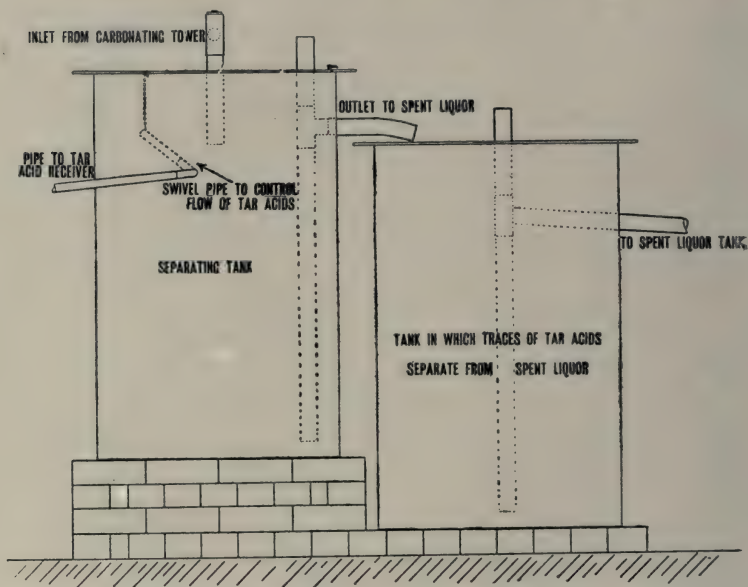 INLET FROM CARBONATING TOWER
OUTLET TO SPENT LIQUOR
PIPE TO TAR
ACID RECEIVER
SWIVEL PIPE TO CONTROL
FLOW OF TAR ACIDS
SEPARATING TANK
TO SPENT LIQUOR TANK
TANK IN WHICH TRACES OF TAR ACIDS
SEPARATE FROM SPENT LIQUOR